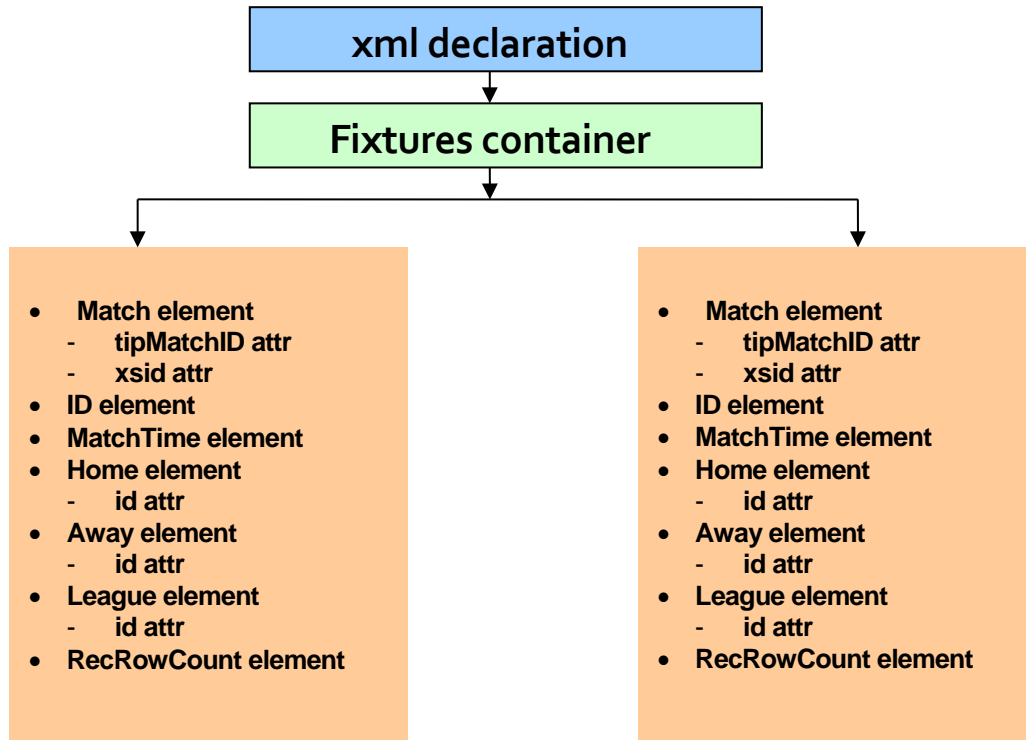 xml declaration
Fixtures container
• Match element
- tipMatchID attr
- xsid attr
• ID element
• MatchTime element
• Home element
- id attr
• Away element
- id attr
• League element
- id attr
• RecRowCount element
• Match element
- tipMatchID attr
- xsid attr
• ID element
• MatchTime element
• Home element
- id attr
• Away element
- id attr
• League element
- id attr
• RecRowCount element